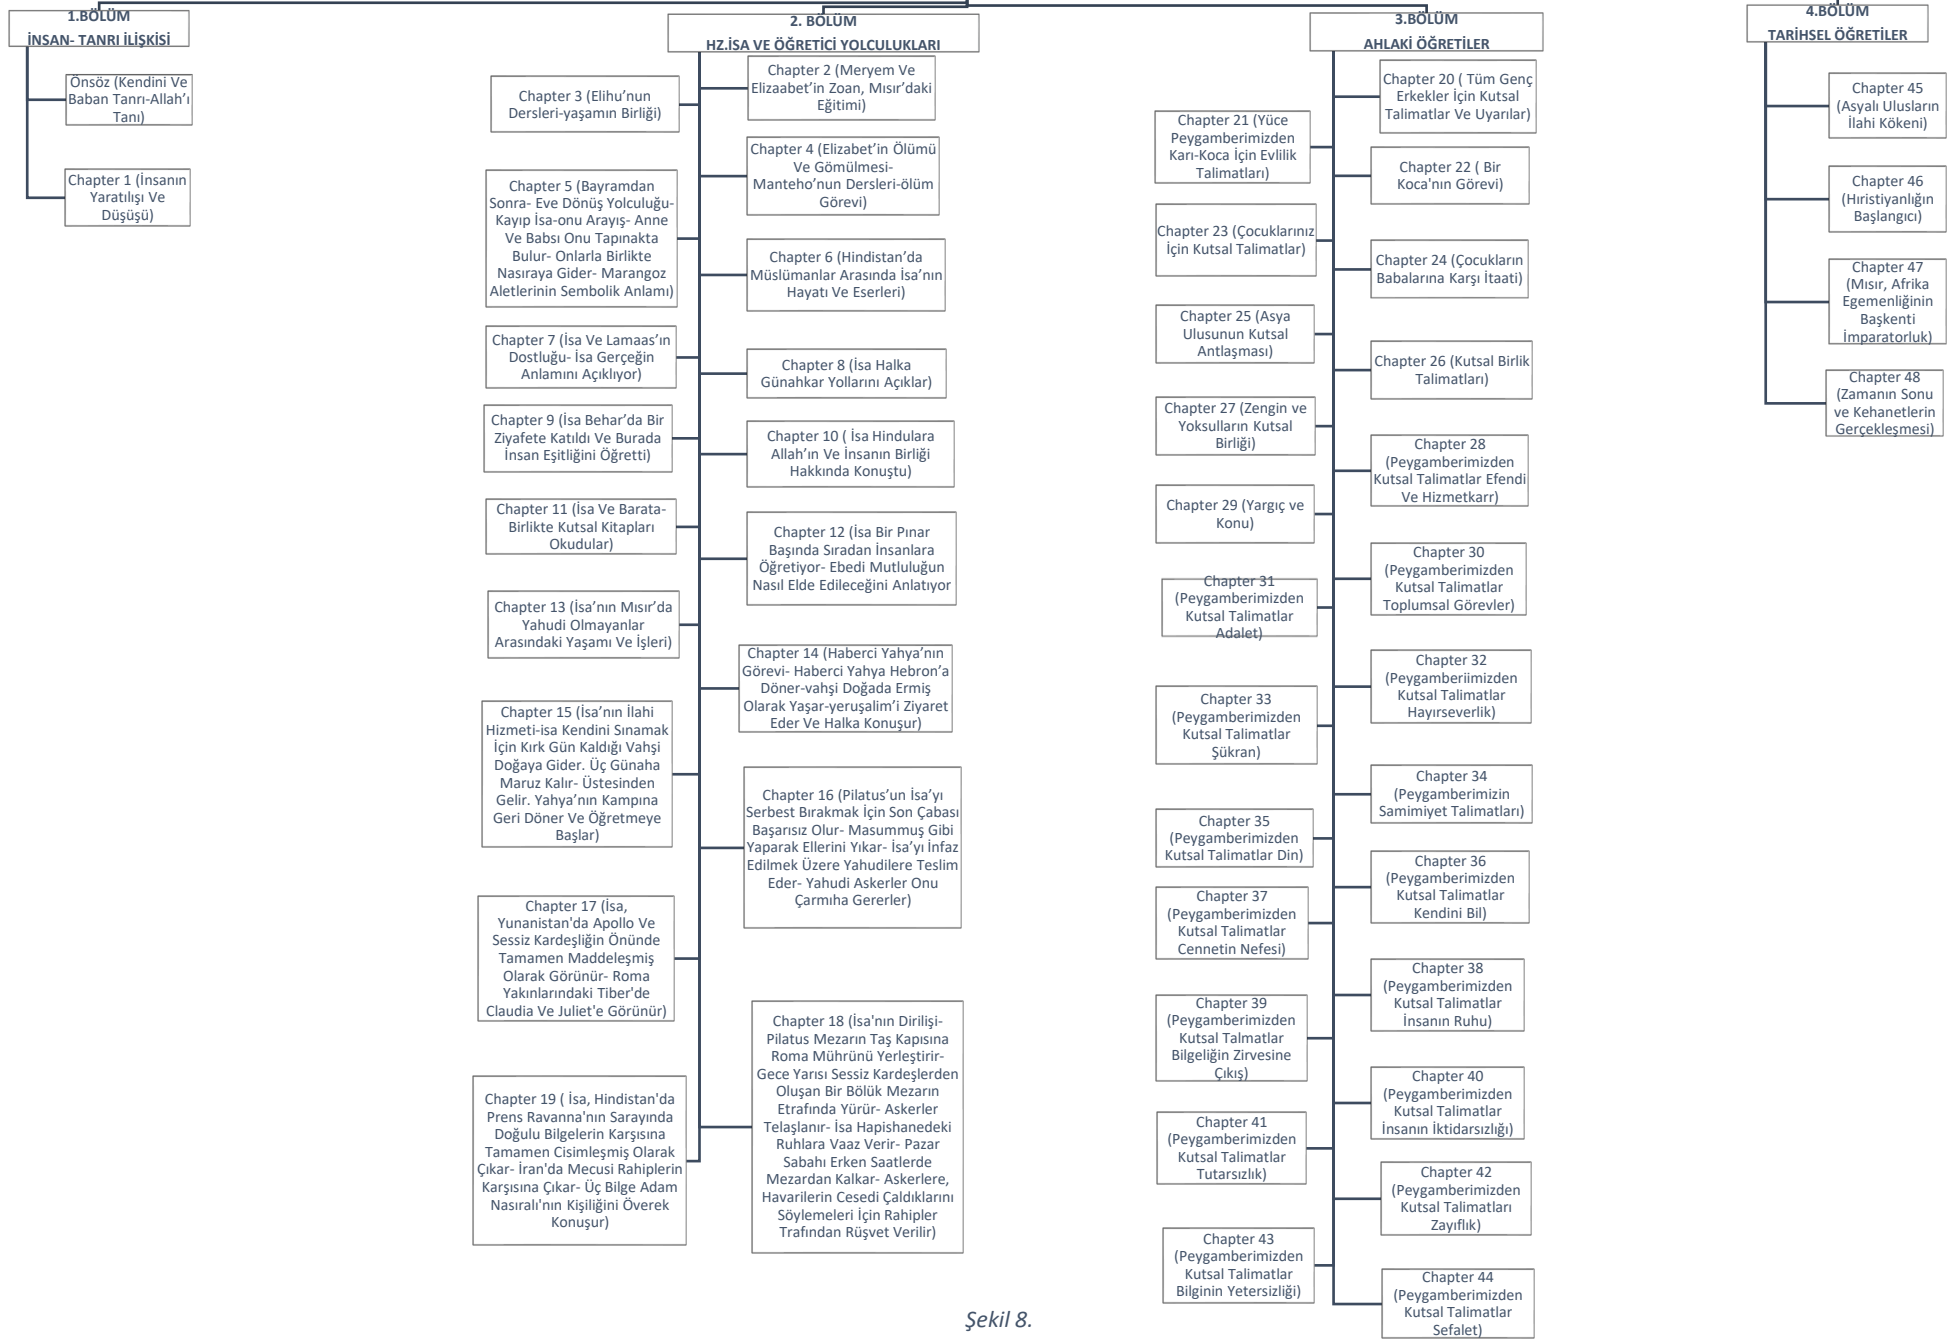 1.BÖLÜM
İNSAN- TANRI İLİŞKİSİ
Önsöz (Kendini Ve
Baban Tanrı-Allah’ı
Tanı)
Chapter 1 (İnsanın
Yaratılışı Ve
Düşüşü)
2. BÖLÜM
HZ.İSA VE ÖĞRETİCİ YOLCULUKLARI
Chapter 2 (Meryem Ve
Elizaabet’in Zoan, Mısır’daki
Eğitimi)
Chapter 3 (Elihu’nun
Dersleri-yaşamın Birliği)
Chapter 4 (Elizabet’in Ölümü
Ve Gömülmesi-
Manteho’nun Dersleri-ölüm
Görevi)
Chapter 5 (Bayramdan
Sonra- Eve Dönüş Yolculuğu-
Kayıp İsa-onu Arayış- Anne
Ve Babsı Onu Tapınakta
Bulur- Onlarla Birlikte
Nasıraya Gider- Marangoz
Aletlerinin Sembolik Anlamı)
Chapter 6 (Hindistan’da
Müslümanlar Arasında İsa’nın
Hayatı Ve Eserleri)
Chapter 7 (İsa Ve Lamaas’ın
Dostluğu- İsa Gerçeğin
Anlamını Açıklıyor)
Chapter 8 (İsa Halka
Günahkar Yollarını Açıklar)
Chapter 9 (İsa Behar’da Bir
Ziyafete Katıldı Ve Burada
İnsan Eşitliğini Öğretti)
Chapter 10 ( İsa Hindulara
Allah’ın Ve İnsanın Birliği
Hakkında Konuştu)
Chapter 11 (İsa Ve Barata-
Birlikte Kutsal Kitapları
Okudular)
Chapter 12 (İsa Bir Pınar
Başında Sıradan İnsanlara
Öğretiyor- Ebedi Mutluluğun
Nasıl Elde Edileceğini Anlatıyor
Chapter 13 (İsa’nın Mısır’da
Yahudi Olmayanlar
Arasındaki Yaşamı Ve İşleri)
Chapter 14 (Haberci Yahya’nın
Görevi- Haberci Yahya Hebron’a
Döner-vahşi Doğada Ermiş
Olarak Yaşar-yeruşalim’i Ziyaret
Eder Ve Halka Konuşur)
Chapter 15 (İsa’nın İlahi
Hizmeti-isa Kendini Sınamak
İçin Kırk Gün Kaldığı Vahşi
Doğaya Gider. Üç Günaha
Maruz Kalır- Üstesinden
Gelir. Yahya’nın Kampına
Geri Döner Ve Öğretmeye
Başlar)
Chapter 16 (Pilatus’un İsa’yı
Serbest Bırakmak İçin Son Çabası
Başarısız Olur- Masummuş Gibi
Yaparak Ellerini Yıkar- İsa’yı İnfaz
Edilmek Üzere Yahudilere Teslim
Eder- Yahudi Askerler Onu
Çarmıha Gererler)
Chapter 17 (İsa,
Yunanistan'da Apollo Ve
Sessiz Kardeşliğin Önünde
Tamamen Maddeleşmiş
Olarak Görünür- Roma
Yakınlarındaki Tiber'de
Claudia Ve Juliet'e Görünür)
Chapter 18 (İsa'nın Dirilişi-
Pilatus Mezarın Taş Kapısına
Roma Mührünü Yerleştirir-
Gece Yarısı Sessiz Kardeşlerden
Oluşan Bir Bölük Mezarın
Etrafında Yürür- Askerler
Telaşlanır- İsa Hapishanedeki
Ruhlara Vaaz Verir- Pazar
Sabahı Erken Saatlerde
Mezardan Kalkar- Askerlere,
Havarilerin Cesedi Çaldıklarını
Söylemeleri İçin Rahipler
Trafından Rüşvet Verilir)
Chapter 19 ( İsa, Hindistan'da
Prens Ravanna'nın Sarayında
Doğulu Bilgelerin Karşısına
Tamamen Cisimleşmiş Olarak
Çıkar- İran'da Mecusi Rahiplerin
Karşısına Çıkar- Üç Bilge Adam
Nasıralı'nın Kişiliğini Överek
Konuşur)
3.BÖLÜM
AHLAKİ ÖĞRETİLER
Chapter 20 ( Tüm Genç
Erkekler İçin Kutsal
Talimatlar Ve Uyarılar)
Chapter 21 (Yüce
Peygamberimizden
Karı-Koca İçin Evlilik
Talimatları)
Chapter 22 ( Bir
Koca'nın Görevi)
Chapter 23 (Çocuklarınız
İçin Kutsal Talimatlar)
Chapter 24 (Çocukların
Babalarına Karşı İtaati)
Chapter 25 (Asya
Ulusunun Kutsal
Antlaşması)
Chapter 26 (Kutsal Birlik
Talimatları)
Chapter 27 (Zengin ve
Yoksulların Kutsal
Birliği)
Chapter 28
(Peygamberimizden
Kutsal Talimatlar Efendi
Ve Hizmetkarr)
Chapter 29 (Yargıç ve
Konu)
Chapter 30
(Peygamberimizden
Kutsal Talimatlar
Toplumsal Görevler)
Chapter 31
(Peygamberimizden
Kutsal Talimatlar
Adalet)
Chapter 32
(Peygamberiimizden
Kutsal Talimatlar
Hayırseverlik)
Chapter 33
(Peygamberimizden
Kutsal Talimatlar
Şükran)
Chapter 34
(Peygamberimizin
Samimiyet Talimatları)
Chapter 35
(Peygamberimizden
Kutsal Talimatlar Din)
Chapter 36
(Peygamberimizden
Kutsal Talimatlar
Kendini Bil)
Chapter 37
(Peygamberimizden
Kutsal Talimatlar
Cennetin Nefesi)
Chapter 38
(Peygamberimizden
Kutsal Talimatlar
İnsanın Ruhu)
Chapter 39
(Peygamberimizden
Kutsal Talmatlar
Bilgeliğin Zirvesine
Çıkış)
Chapter 40
(Peygamberimizden
Kutsal Talimatlar
İnsanın İktidarsızlığı)
Chapter 41
(Peygamberimizden
Kutsal Talimatlar
Tutarsızlık)
Chapter 42
(Peygamberimizden
Kutsal Talimatları
Zayıflık)
Chapter 43
(Peygamberimizden
Kutsal Talimatlar
Bilginin Yetersizliği)
Chapter 44
(Peygamberimizden
Kutsal Talimatlar
Sefalet)
4.BÖLÜM
TARİHSEL ÖĞRETİLER
Chapter 45
(Asyalı Ulusların
İlahi Kökeni)
Chapter 46
(Hıristiyanlığın
Başlangıcı)
Chapter 47
(Mısır, Afrika
Egemenliğinin
Başkenti
İmparatorluk)
Chapter 48
(Zamanın Sonu
ve Kehanetlerin
Gerçekleşmesi)
Şekil 8.